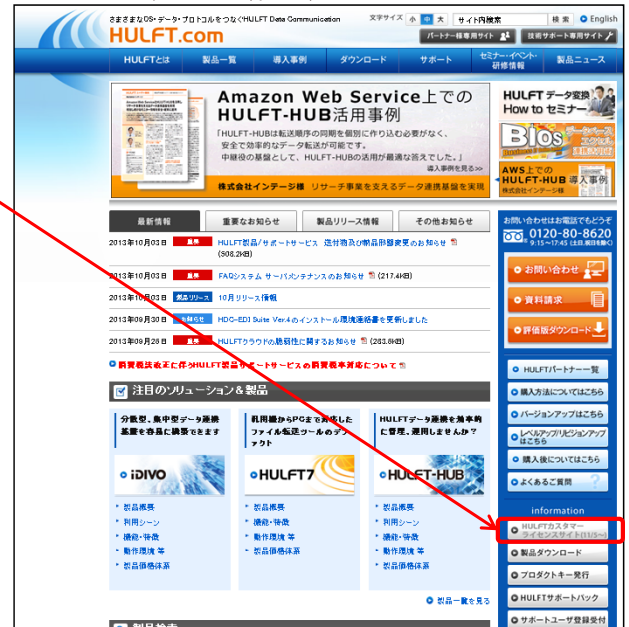 さまざまなOS・データ・プロトコルをつなぐHULFT Data Communication
文字サイズ 小 中 大 サイト内検索 検 索 English
HULFT.com
パートナー様専用サイト 技術サポート専用サイト
HULFTとは 製品一覧 導入事例 ダウンロード サポート セミナー・イベント・研修情報 製品ニュース
Amazon Web Service上での
HULFT-HUB活用事例
「HULFT-HUBは転送順序の同期を個別に作り込む必要がなく、
安全で効率的なデータ転送が可能です。
中継役の基盤として、HULFT-HUBの活用が最適な答えでした。」
導入事例を見る>>
株式会社インテージ様 リサーチ事業を支えるデータ連携基盤を実現
HULFT データ変換
How to セミナー
BIOS
データベース
エクセル
AWS上での
HULFT-HUB 導入事例
株式会社インテージ様
最新情報 重要なお知らせ 製品リリース情報 その他お知らせ
2013年10月03日 重要 HULFT製品/サポートサービス 送付物及び納品形態変更のお知らせ
(308.2kB)
2013年10月03日 重要 FAQシステム サーバメンテナンスのお知らせ (217.4kB)
2013年10月03日 製品リリース 10月リリース情報
2013年09月30日 お知らせ HDC-EDI Suite Ver.4のインストール環境連絡書を更新しました
2013年09月26日 重要 HULFTクラウドの脆弱性に関するお知らせ (263.8kB)
消費税法改正に伴うHULFT製品サポートサービスの消費税率対応について
注目のソリューション&製品
分散型、集中型データ連携
基盤を容易に構築できます
iDIVO
製品概要
利用シーン
機能・特徴
動作環境 等
製品価格体系
汎用機からPCまで対応した
ファイル転送ツールのデファクト
HULFT7
製品概要
機能・特徴
動作環境 等
製品価格体系
HULFTデータ連携を効率的
に管理、運用しませんか?
HULFT-HUB
製品概要
利用シーン
機能・特徴
動作環境 等
製品価格体系
製品一覧を見る
製品検索
お問い合わせはお電話でもどうぞ
0120-80-8620
9:15〜17:45 (土日、祝日を除く)
お問い合わせ
資料請求
評価版ダウンロード
HULFTパートナー一覧
購入方法についてはこちら
バージョンアップはこちら
レベルアップ/リビジョンアップ
はこちら
購入後についてはこちら
よくあるご質問
information
HULFTカスタマー
ライセンスサイト(11/5〜)
製品ダウンロード
プロダクトキー発行
HULFTサポートパック
サポートユーザ登録受付